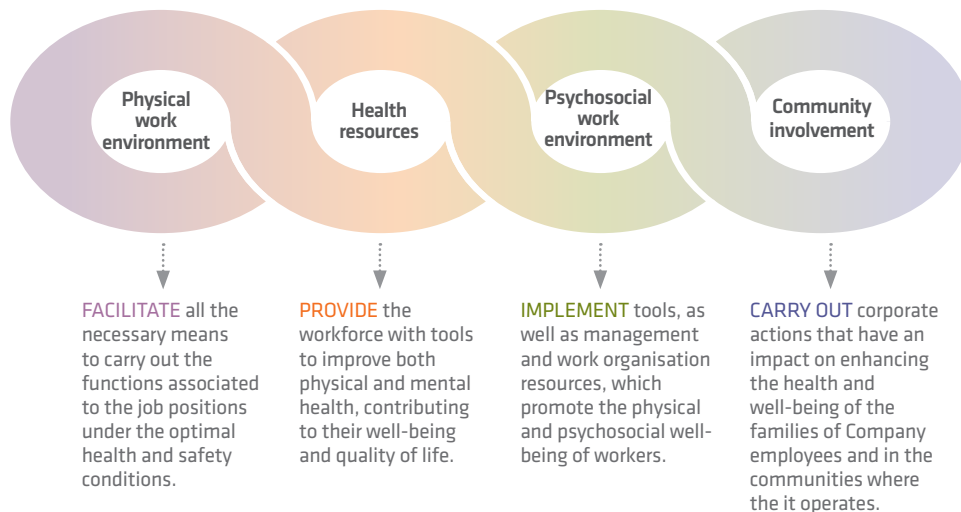 Physical
work
environment
Health
resources
Psychosocial
work
environment
Community
involvement
FACILITATE all the
necessary means
to carry out the
functions associated
to the job positions
under the optimal
health and safety
conditions.
PROVIDE the
workforce with tools
to improve both
physical and mental
health, contributing
to their well-being
and quality of life.
IMPLEMENT tools, as
well as management
and work organisation
resources, which
promote the physical
and psychosocial well-
being of workers.
CARRY OUT corporate
actions that have an
impact on enhancing
the health and
well-being of the
families of Company
employees and in the
communities where
the it operates.